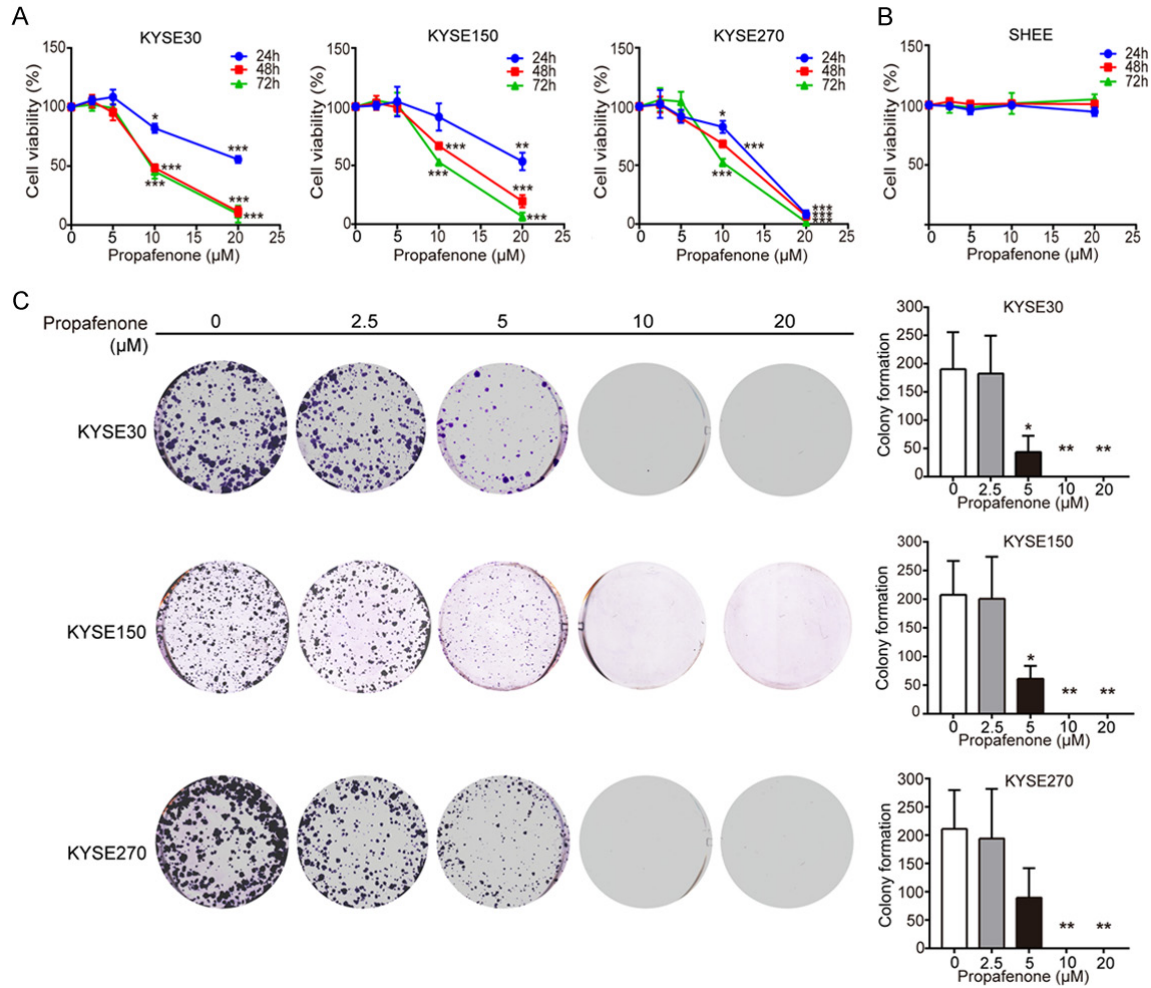 A
KYSE30
Cell viability (%)
150
100
50
0
0 5 10 15 20 25
Propafenone (µM)
24h
48h
72h
*
***
***
***
***
***
KYSE150
Cell viability (%)
150
100
50
0
0 5 10 15 20 25
Propafenone (µM)
24h
48h
72h
***
***
**
***
***
KYSE270
Cell viability (%)
150
100
50
0
0 5 10 15 20 25
Propafenone (µM)
24h
48h
72h
*
***
***
***
***
***
B
SHEE
Cell viability (%)
150
100
50
0
0 5 10 15 20 25
Propafenone (µM)
24h
48h
72h
C
Propafenone 0 2.5 5 10 20
(µM)
KYSE30
KYSE150
KYSE270
KYSE30
Colony formation
300
250
200
150
100
50
0
* ** **
0 2.5 5 10 20
Propafenone (µM)
KYSE150
Colony formation
300
250
200
150
100
50
0
* ** **
0 2.5 5 10 20
Propafenone (µM)
KYSE270
Colony formation
300
250
200
150
100
50
0
** **
0 2.5 5 10 20
Propafenone (µM)